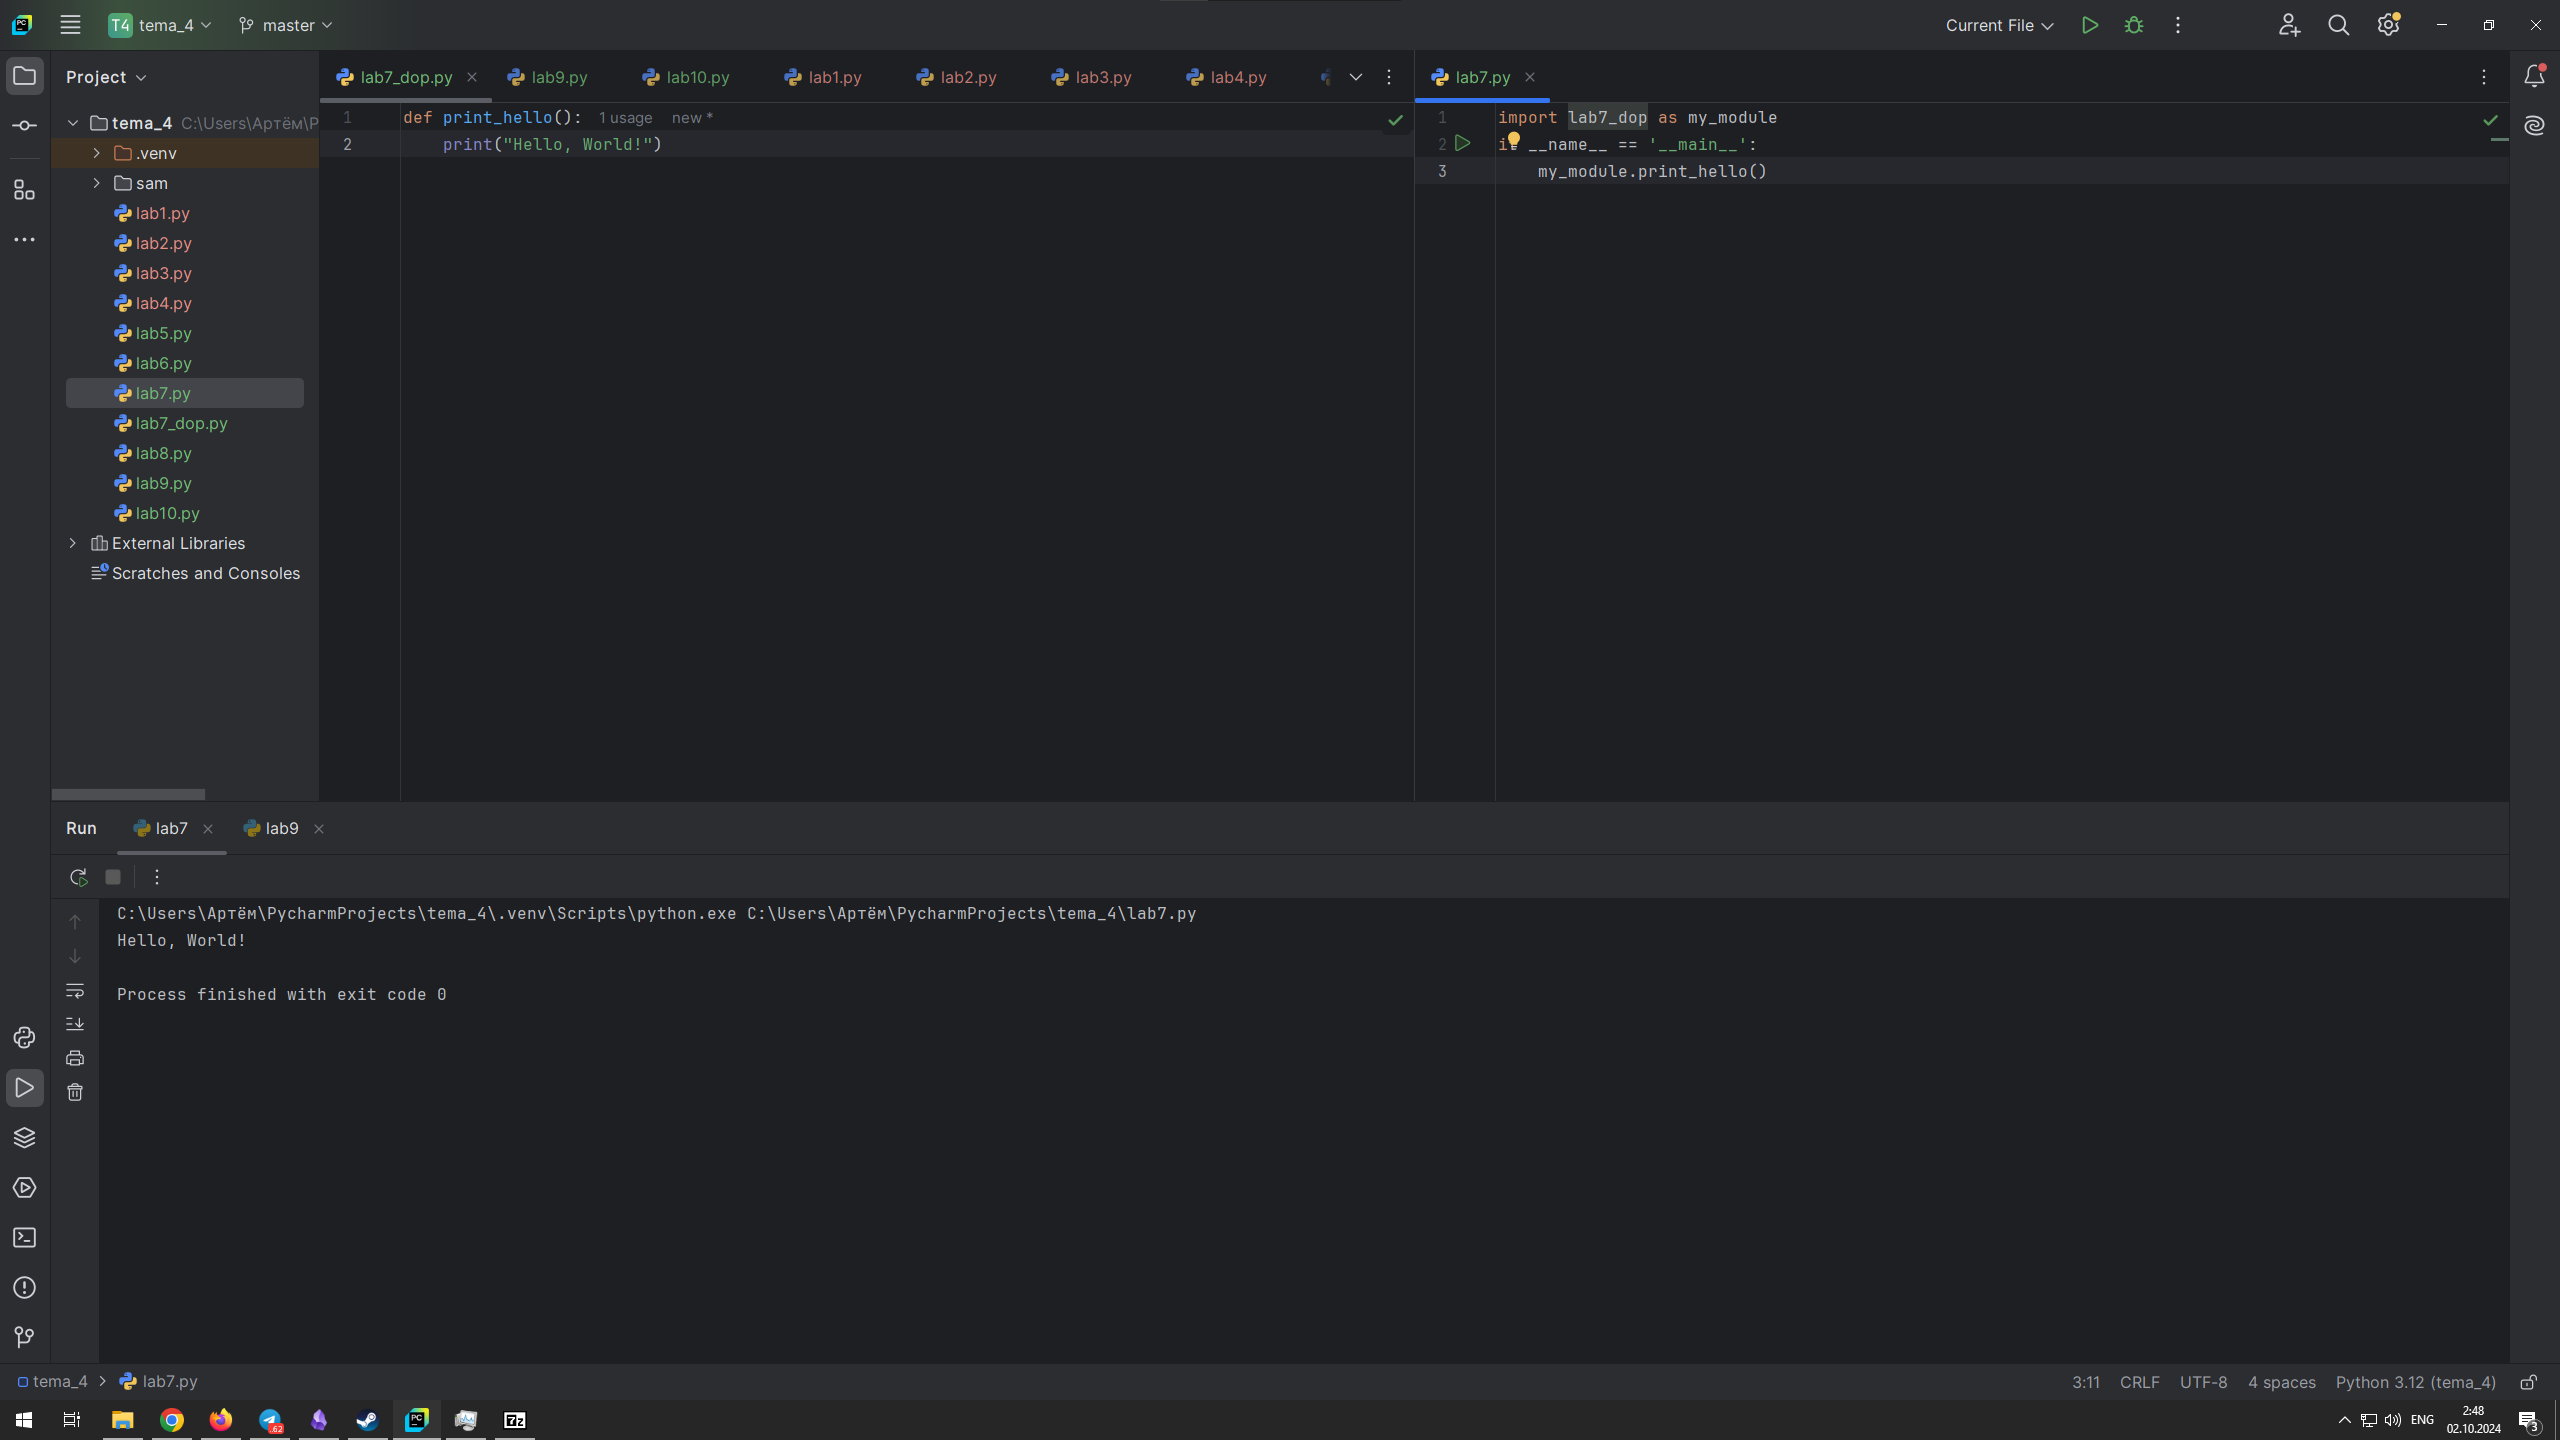 T4 tema_4 master Current File
Project
tema_4 C:\Users\Артём\P
.venv
sam
lab1.py
lab2.py
lab3.py
lab4.py
lab5.py
lab6.py
lab7.py
lab7_dop.py
lab8.py
lab9.py
lab10.py
External Libraries
Scratches and Consoles
lab7_dop.py lab9.py lab10.py lab1.py lab2.py lab3.py lab4.py
1 def print_hello(): 1 usage new *
2 print("Hello, World!")
lab7.py
1 import lab7_dop as my_module
2 __name__ == '__main__':
3 my_module.print_hello()
Run lab7 lab9
C:\Users\Артём\PycharmProjects\tema_4\.venv\Scripts\python.exe C:\Users\Артём\PycharmProjects\tema_4\lab7.py
Hello, World!
Process finished with exit code 0
tema_4 lab7.py
3:11 CRLF UTF-8 4 spaces Python 3.12 (tema_4)
PC .62 PC 7z
ENG
2:48
02.10.2024
3